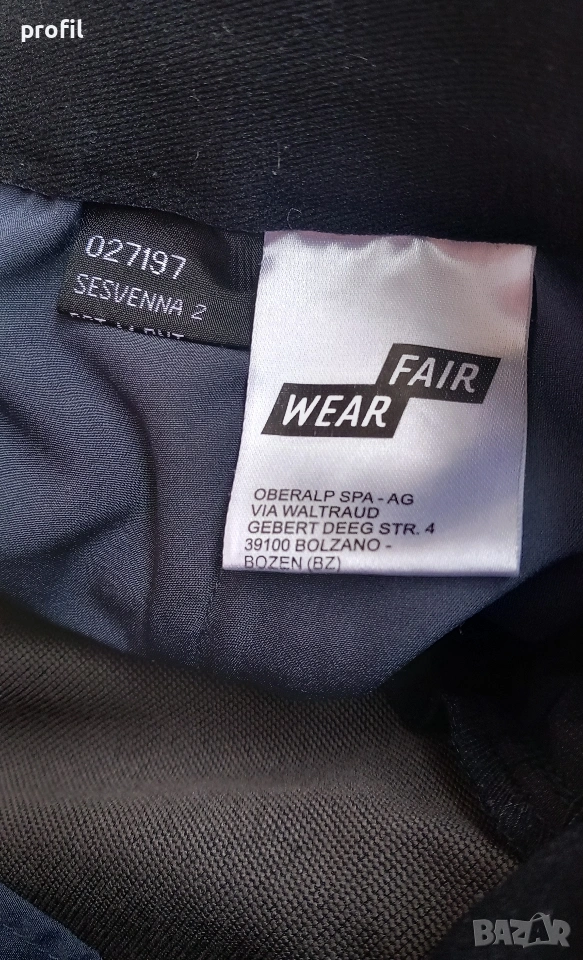 profil
027197
SESVENNA 2
FAIR
WEAR
OBERALP SPA - AG
VIA WALTRAUD
GEBERT DEEG STR. 4
39100 BOLZANO -
BOZEN (BZ)
BAZAR